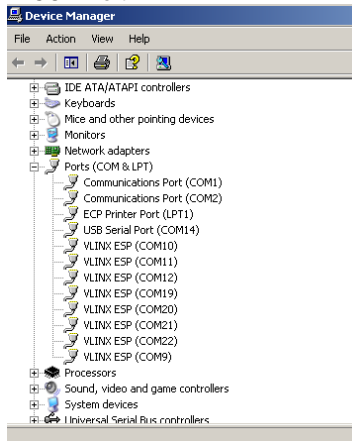 Device Manager
File Action View Help
IDE ATA/ATAPI controllers
Keyboards
Mice and other pointing devices
Monitors
Network adapters
Ports (COM & LPT)
Communications Port (COM1)
Communications Port (COM2)
ECP Printer Port (LPT1)
USB Serial Port (COM14)
VLINX ESP (COM10)
VLINX ESP (COM11)
VLINX ESP (COM12)
VLINX ESP (COM19)
VLINX ESP (COM20)
VLINX ESP (COM21)
VLINX ESP (COM22)
VLINX ESP (COM9)
Processors
Sound, video and game controllers
System devices
Universal Serial Bus controllers